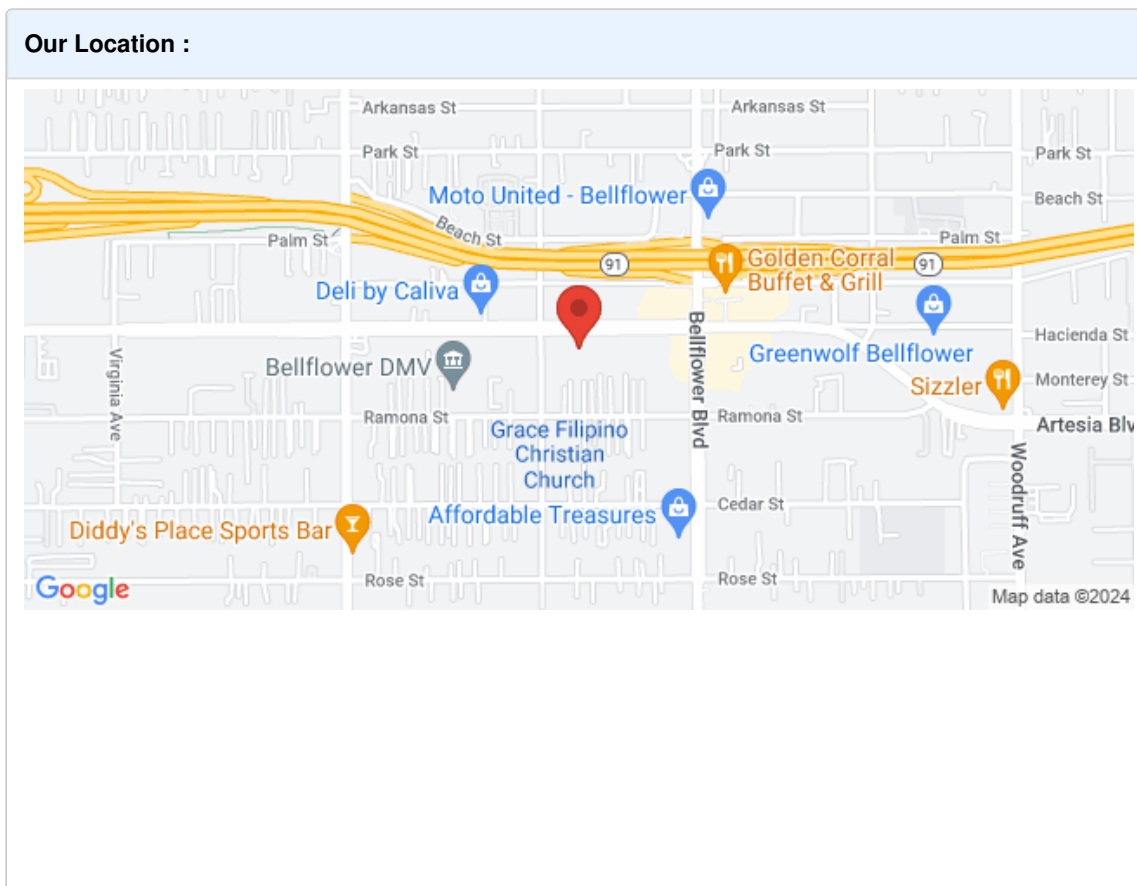 Our Location :
Arkansas St
Arkansas St
Park St
Park St
Park St
Moto United - Bellflower
Beach St
Beach St
Palm St
Palm St
91
91
Golden Corral
Buffet & Grill
Deli by Caliva
Bellflower Blvd
Hacienda St
Virginia Ave
Bellflower DMV
Greenwolf Bellflower
Sizzler
Monterey St
Ramona St
Ramona St
Artesia Blv
Grace Filipino
Christian
Church
Woodruff Ave
Cedar St
Affordable Treasures
Diddy's Place Sports Bar
Rose St
Rose St
Google
Map data ©2024